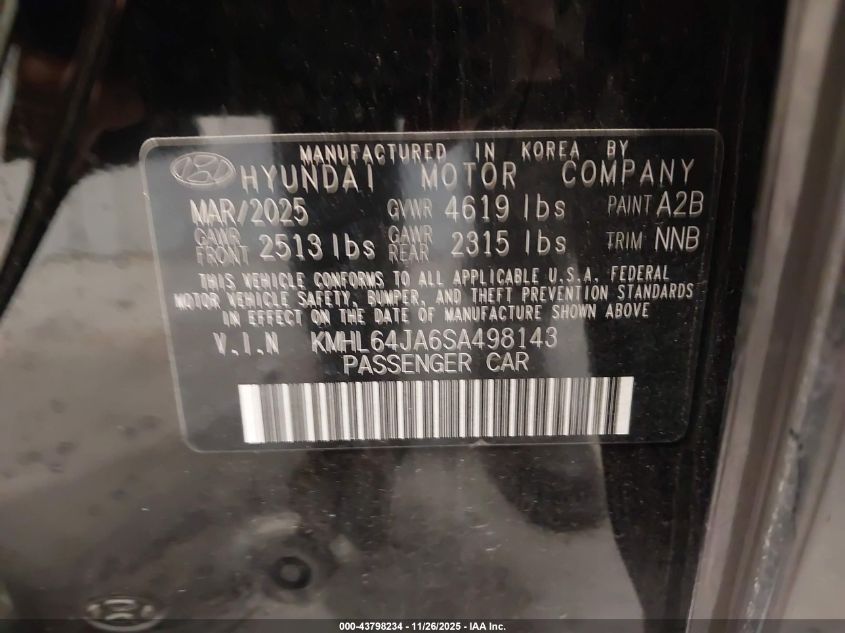 MANUFACTURED IN KOREA BY
HYUNDAI MOTOR COMPANY
MAR/2025 GVWR 4619 lbs PAINT A2B
GAWR FRONT 2513 lbs GAWR REAR 2315 lbs TRIM NNB
THIS VEHICLE CONFORMS TO ALL APPLICABLE U.S.A. FEDERAL
MOTOR VEHICLE SAFETY, BUMPER, AND THEFT PREVENTION STANDARDS
IN EFFECT ON THE DATE OF MANUFACTURE SHOWN ABOVE
V.I.N KMHL64JA6SA498143
PASSENGER CAR
000-43798234 - 11/26/2025 - IAA Inc.